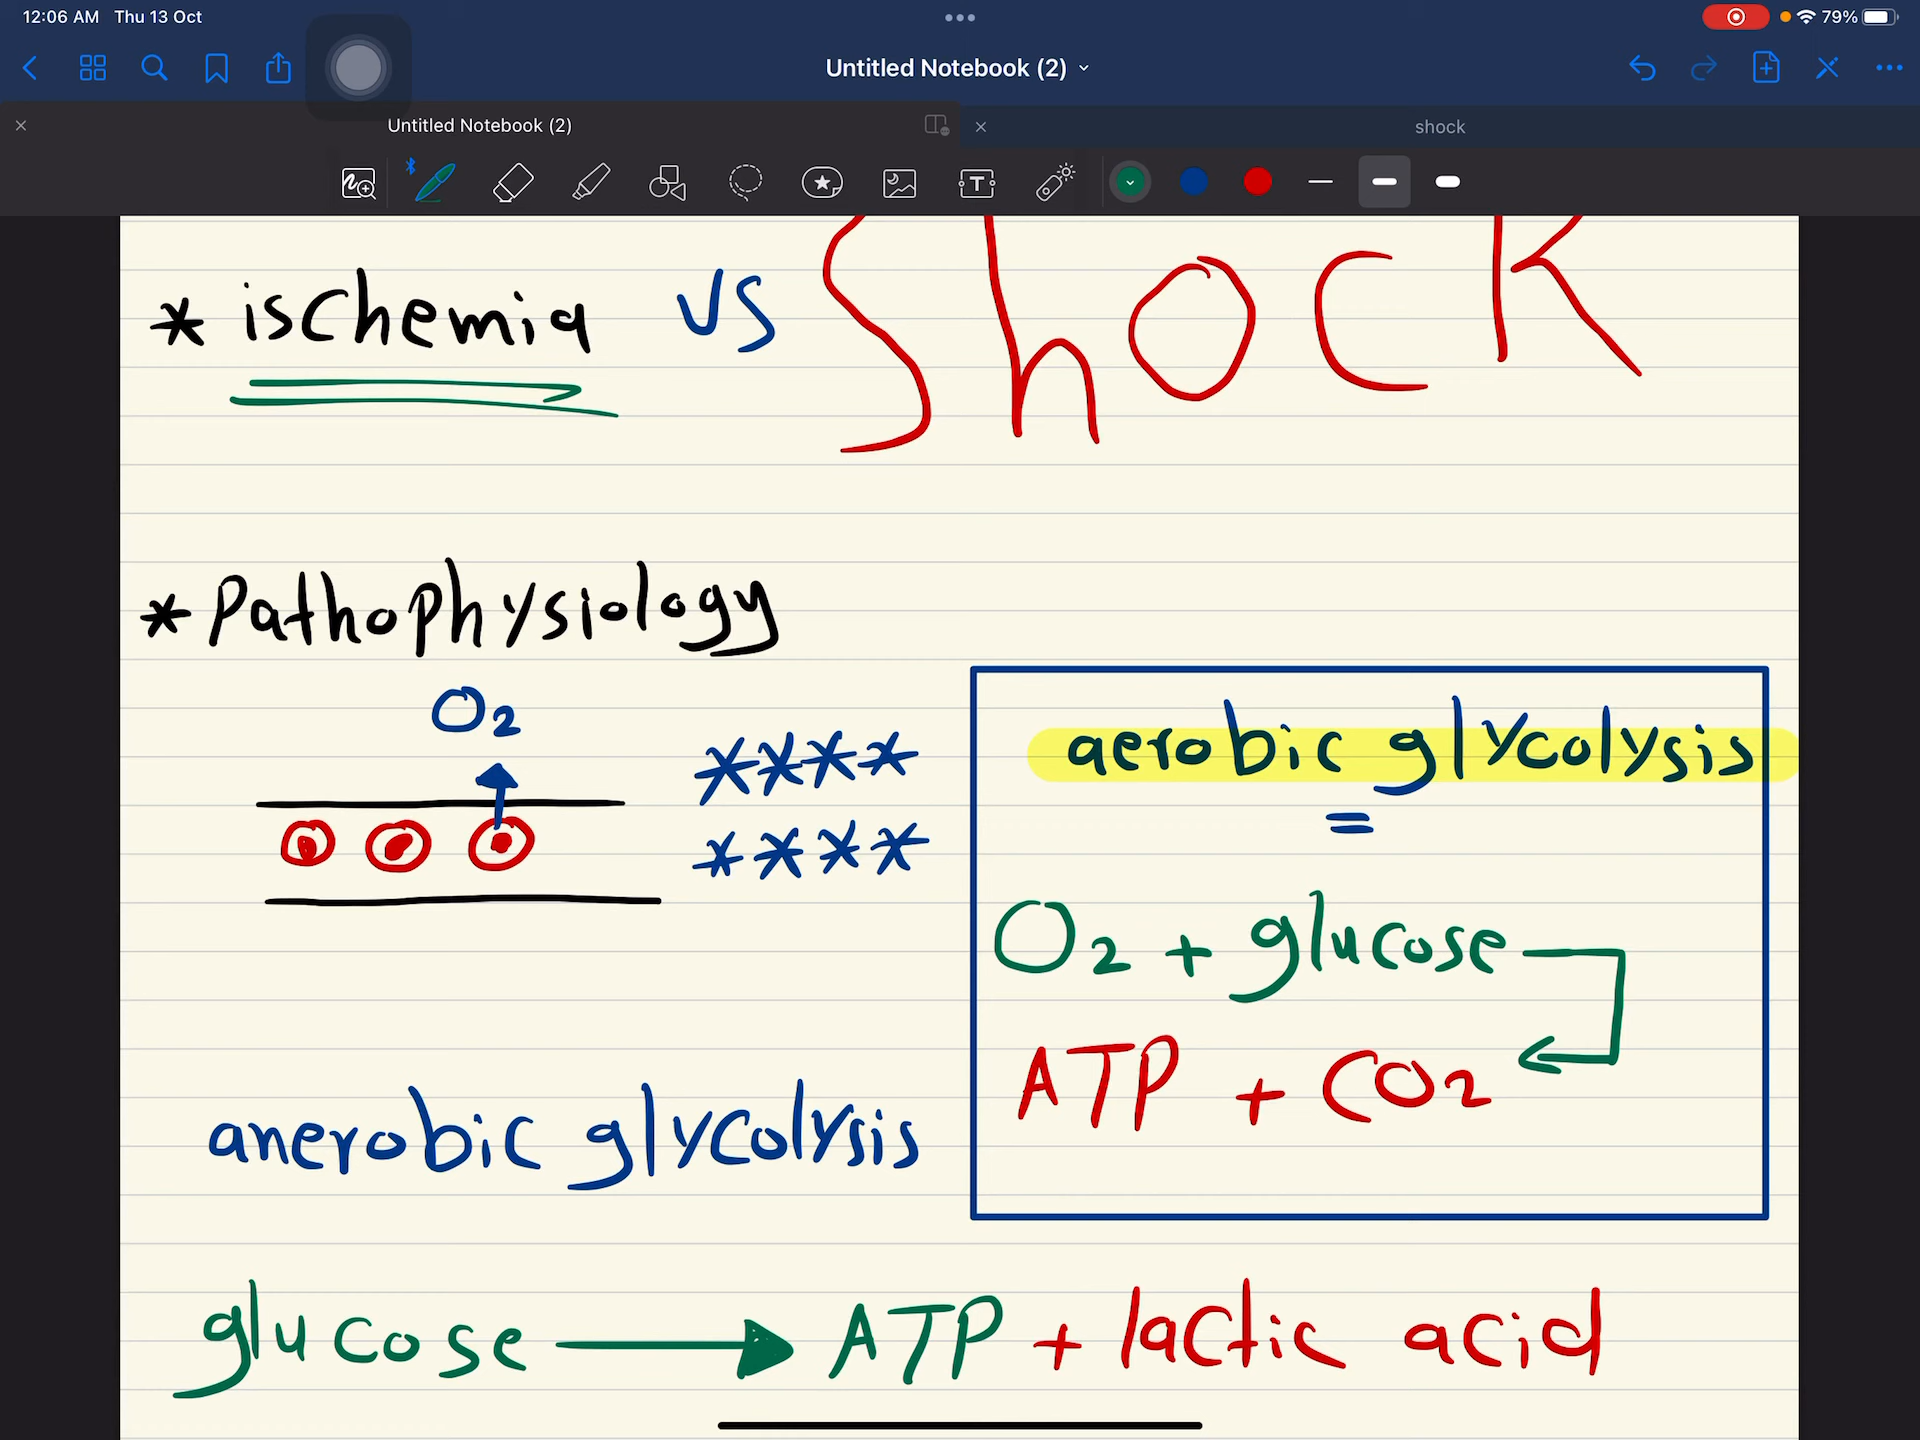 12:06 AM Thu 13 Oct
79%
Untitled Notebook (2)
Untitled Notebook (2)
shock
T
* ischemia vs Shock
* Pathophysiology
O2
****
****
aerobic glycolysis
=
O2 + glucose
ATP + CO2
anerobic glycolysis
glucose → ATP + lactic acid